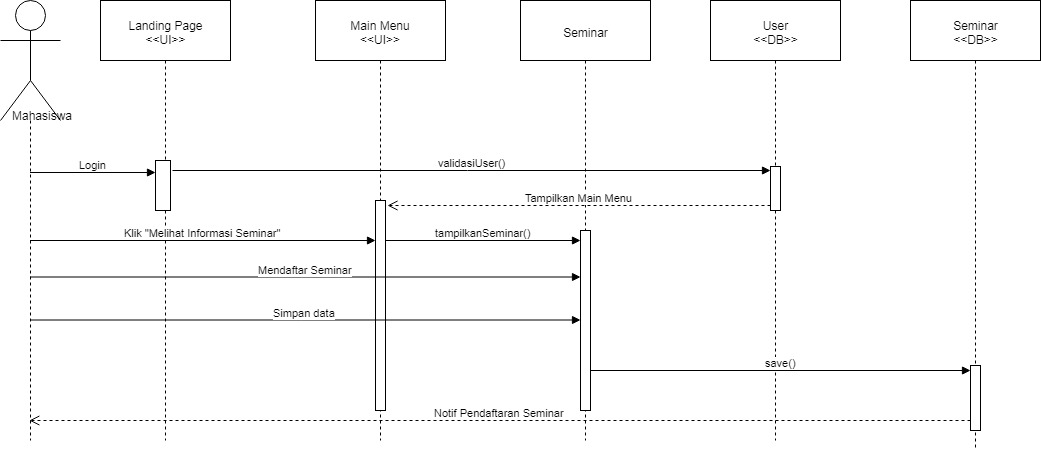 Landing Page
<<UI>>
Main Menu
<<UI>>
Seminar
User
<<DB>>
Seminar
<<DB>>
Mahasiswa
Login
validasiUser()
Tampilkan Main Menu
Klik "Melihat Informasi Seminar"
tampilkanSeminar()
Mendaftar Seminar
Simpan data
save()
Notif Pendaftaran Seminar